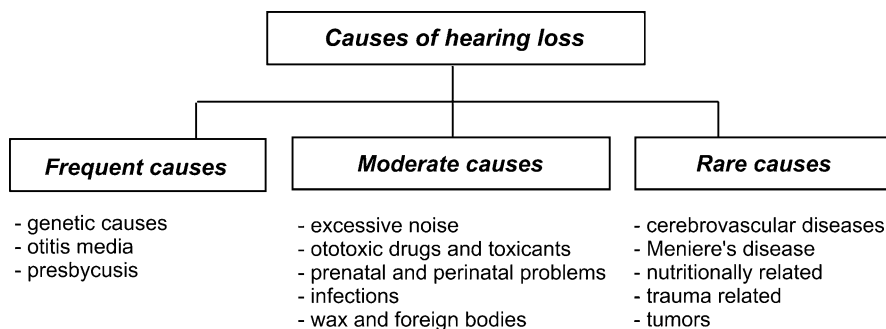 Causes of hearing loss
Frequent causes
- genetic causes
- otitis media
- presbycusis
Moderate causes
- excessive noise
- ototoxic drugs and toxicants
- prenatal and perinatal problems
- infections
- wax and foreign bodies
Rare causes
- cerebrovascular diseases
- Meniere's disease
- nutritionally related
- trauma related
- tumors